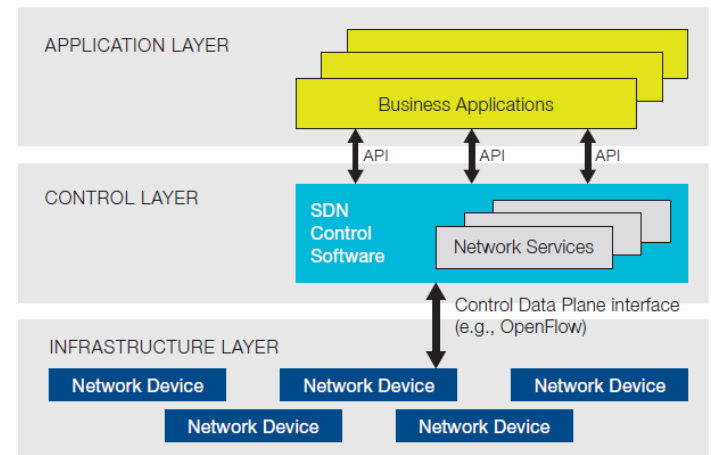 APPLICATION LAYER
Business Applications
API
API
API
CONTROL LAYER
SDN
Control
Software
Network Services
Control Data Plane interface
(e.g., OpenFlow)
INFRASTRUCTURE LAYER
Network Device
Network Device
Network Device
Network Device
Network Device